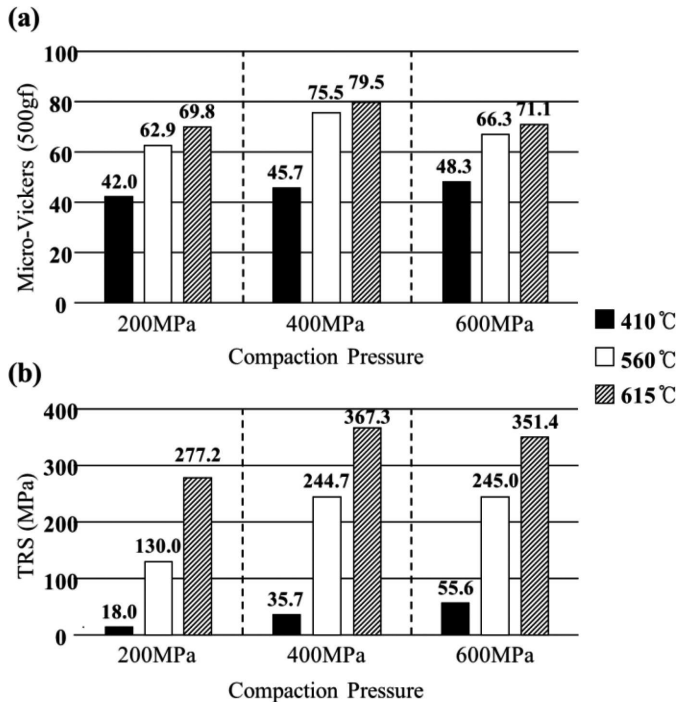 (a)
Micro-Vickers (500gf)
100
80
60
40
20
0
42.0
62.9
69.8
45.7
75.5
79.5
48.3
66.3
71.1
200MPa
400MPa
600MPa
Compaction Pressure
410℃
560℃
615℃
(b)
TRS (MPa)
400
300
200
100
0
18.0
130.0
277.2
35.7
244.7
367.3
55.6
245.0
351.4
200MPa
400MPa
600MPa
Compaction Pressure